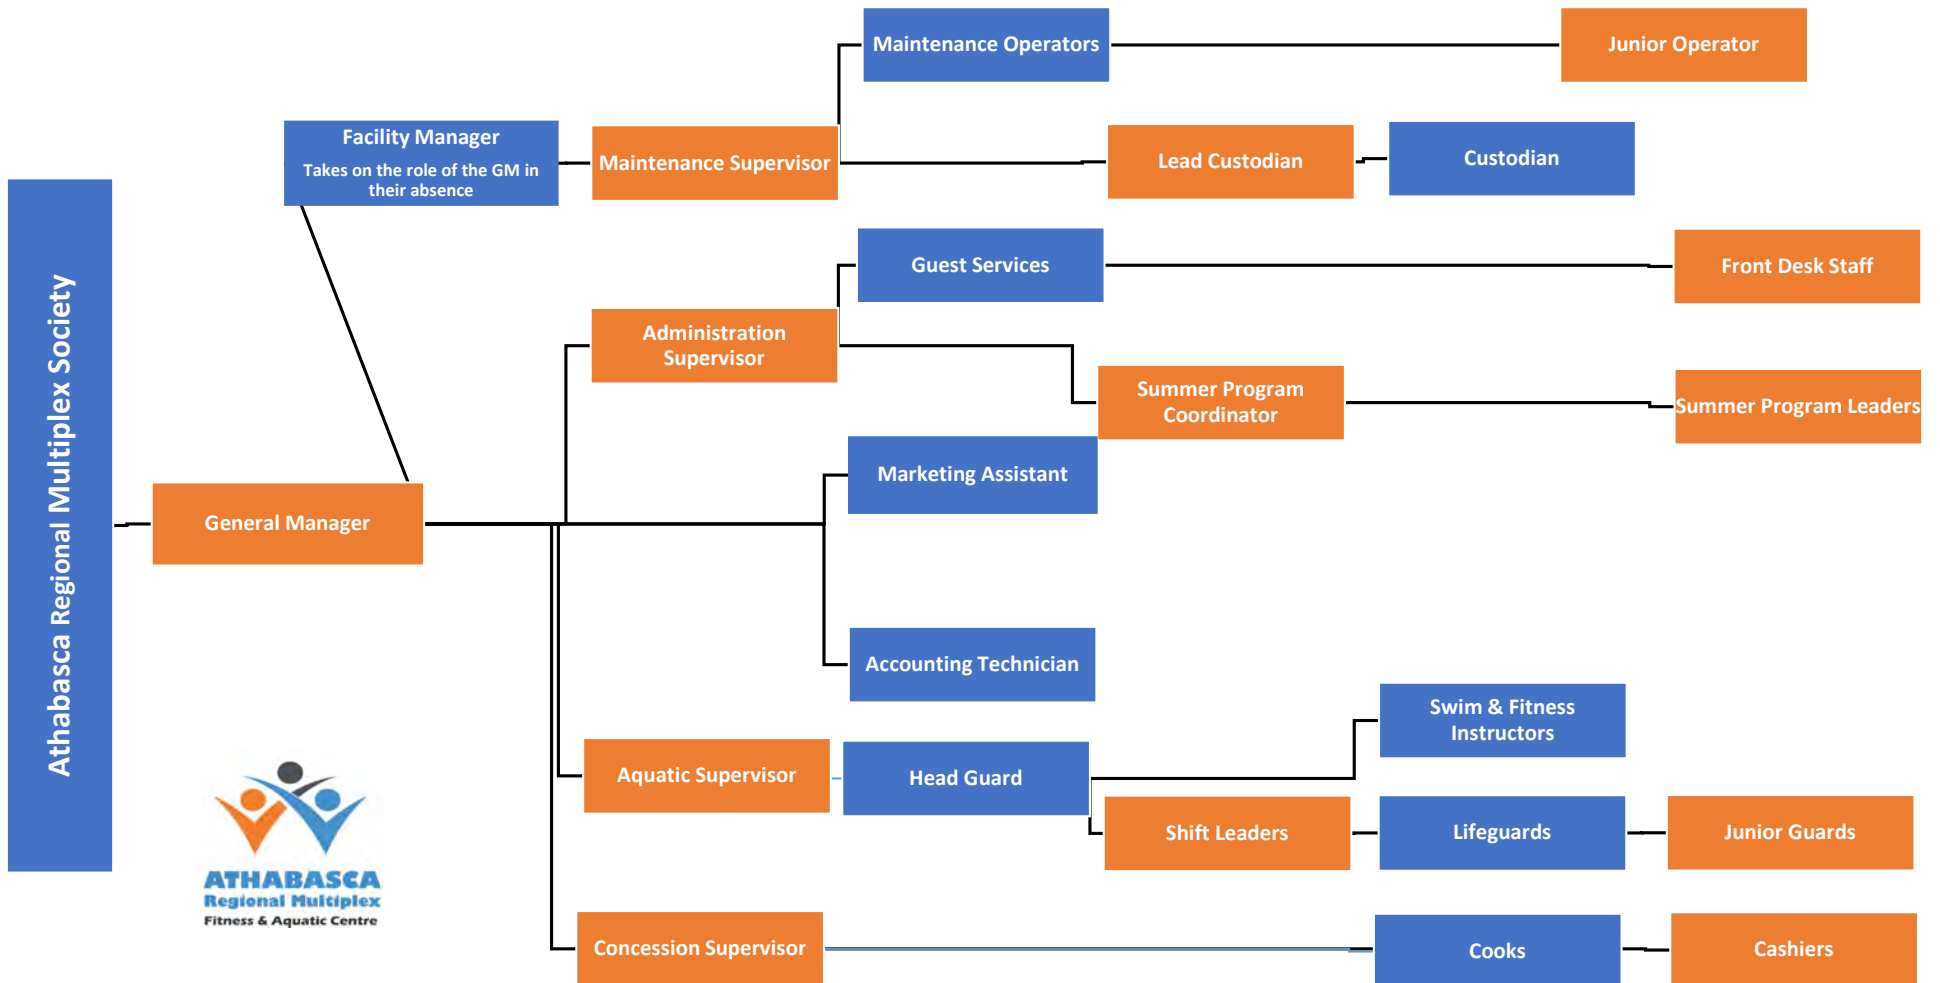 Athabasca Regional Multiplex Society
Maintenance Operators
Junior Operator
Facility Manager
Takes on the role of the GM in
their absence
Maintenance Supervisor
Lead Custodian
Custodian
Guest Services
Front Desk Staff
Administration
Supervisor
Summer Program
Coordinator
Summer Program Leaders
Marketing Assistant
General Manager
Accounting Technician
Swim & Fitness
Instructors
Aquatic Supervisor
Head Guard
Shift Leaders
Lifeguards
Junior Guards
ATHABASCA
Regional Multiplex
Fitness & Aquatic Centre
Concession Supervisor
Cooks
Cashiers